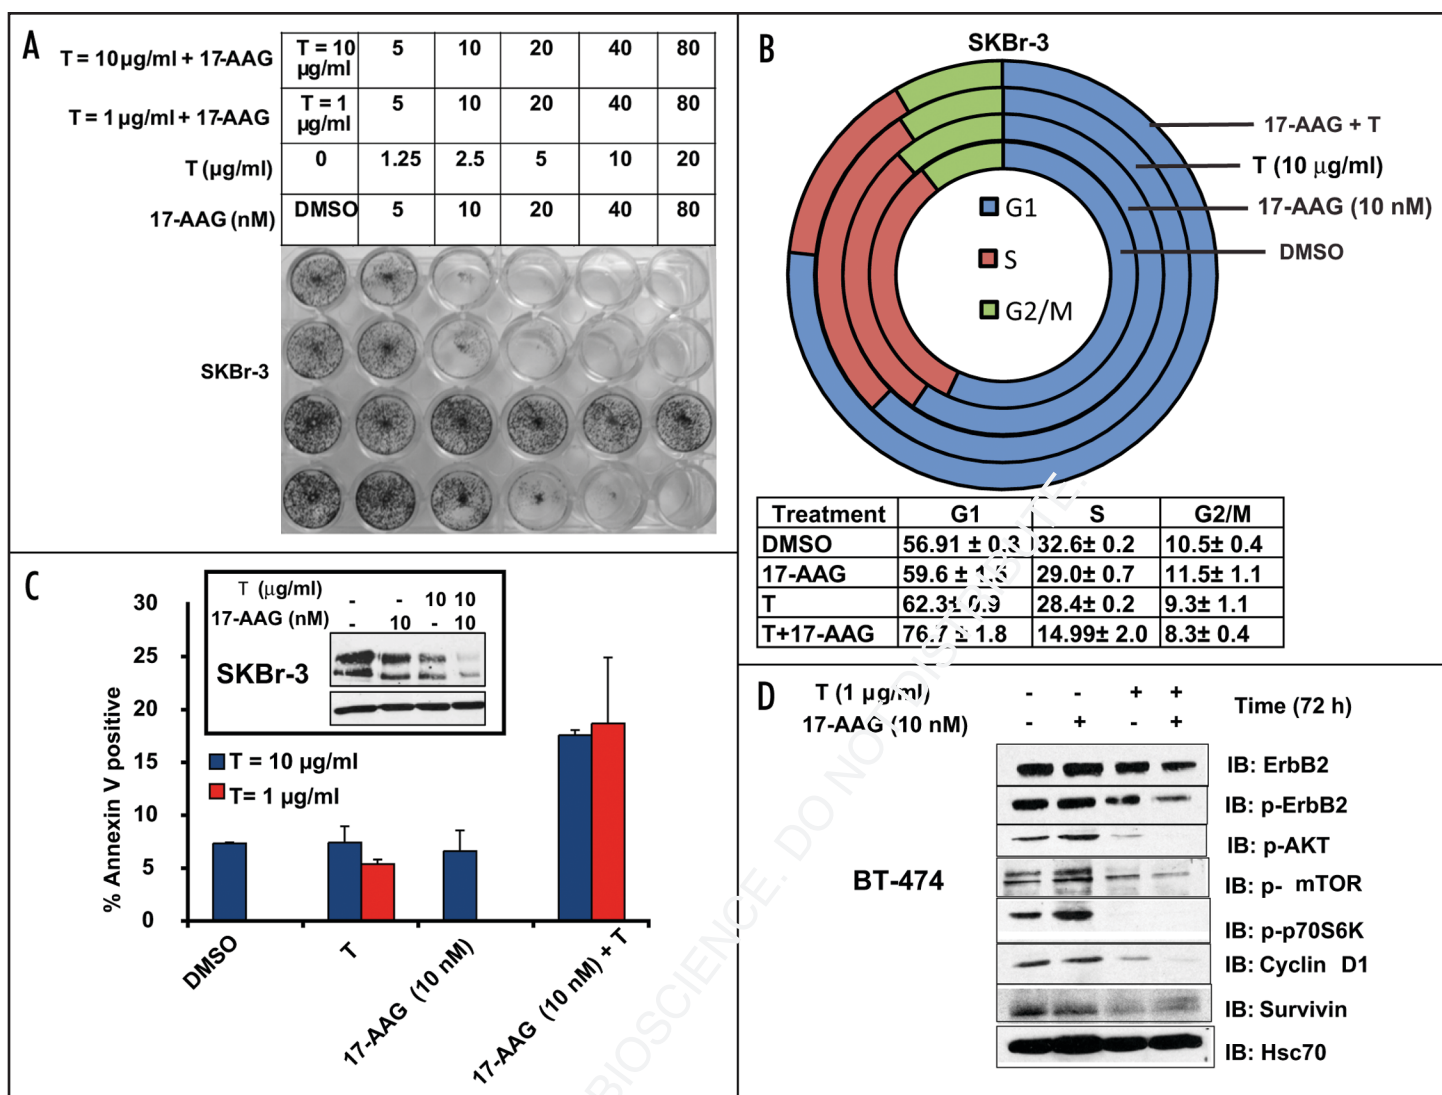 A
T = 10µg/ml + 17-AAG
T = 10 µg/ml 5 10 20 40 80
T = 1 µg/ml + 17-AAG
T = 1 µg/ml 5 10 20 40 80
T (µg/ml)
0 1.25 2.5 5 10 20
17-AAG (nM)
DMSO 5 10 20 40 80
SKBr-3
B
SKBr-3
17-AAG + T
T (10 µg/ml)
17-AAG (10 nM)
DMSO
G1
S
G2/M
Treatment G1 S G2/M
DMSO 56.91 ± 0.3 32.6± 0.2 10.5± 0.4
17-AAG 59.6 ± 1.5 29.0± 0.7 11.5± 1.1
T 62.3± 0.9 28.4± 0.2 9.3± 1.1
T+17-AAG 76.7 ± 1.8 14.99± 2.0 8.3± 0.4
C
% Annexin V positive
30
25
20
15
10
5
0
T (µg/ml) - - 10 10
17-AAG (nM) - 10 - 10
SKBr-3
T = 10 µg/ml
T= 1 µg/ml
DMSO
T
17-AAG (10 nM)
17-AAG (10 nM) + T
D
T (1 µg/ml) - - + +
17-AAG (10 nM) - + - +
Time (72 h)
BT-474
IB: ErbB2
IB: p-ErbB2
IB: p-AKT
IB: p- mTOR
IB: p-p70S6K
IB: Cyclin D1
IB: Survivin
IB: Hsc70
BIOSCIENCE. DO NOT DISTRIBUTE.